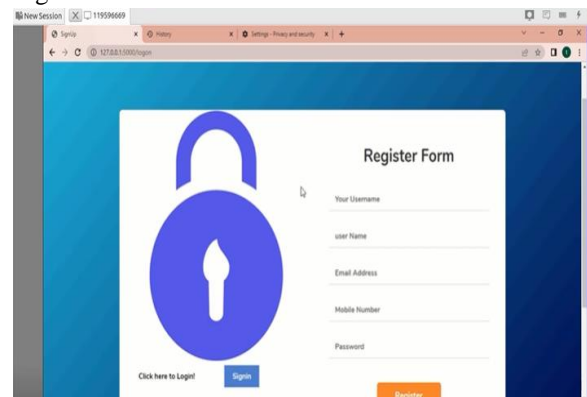 New Session 119596669
SignUp History Settings - Privacy and security
127.0.0.1:5000/logon
Register Form
Your Username
user Name
Email Address
Mobile Number
Password
Click here to Login! Signin
Register